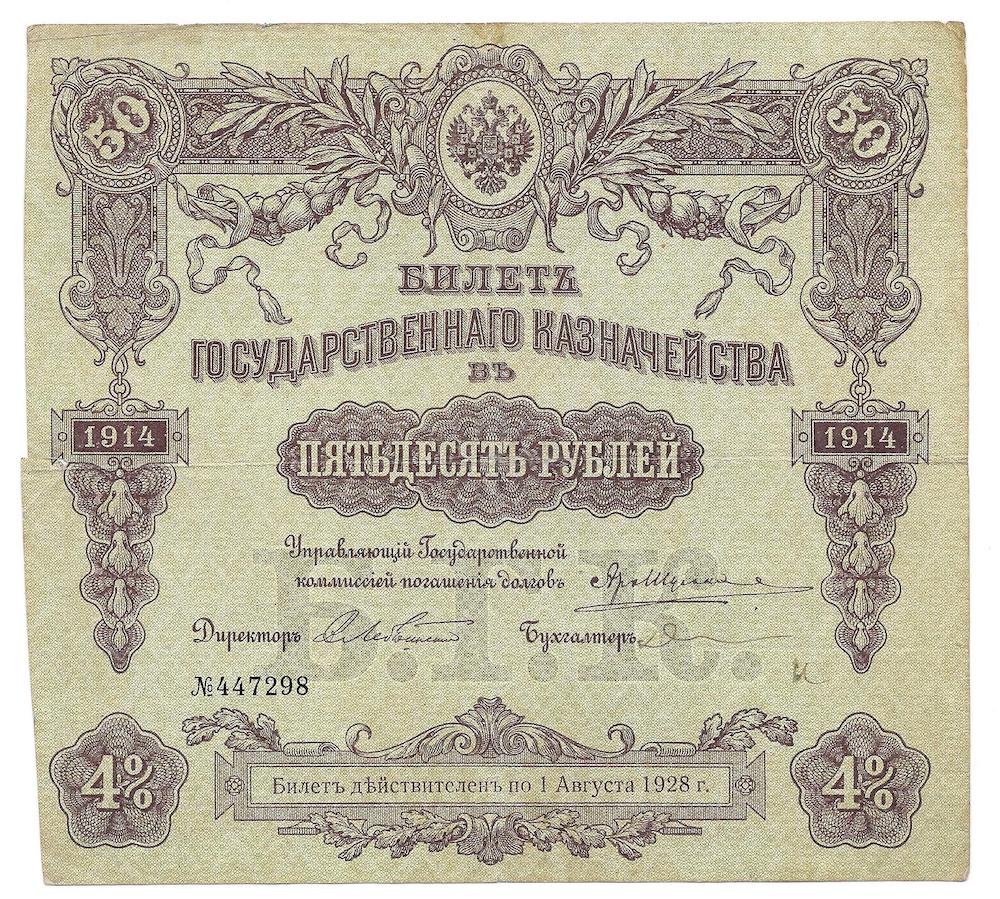 50 50
БИЛЕТЪ
ГОСУДАРСТВЕННАГО КАЗНАЧЕЙСТВА
ВЪ
1914 1914
ПЯТЬДЕСЯТЪ РУБЛЕЙ
Управляющій Государственной
коммиссіей погашенія долговъ
Директоръ Бухгалтеръ
Б.Г.К.
№447298
4% 4%
Билетъ дѣйствителенъ по 1 Августа 1928 г.